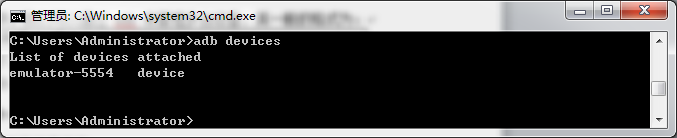 管理员: C:\Windows\system32\cmd.exe
C:\Users\Administrator>adb devices
List of devices attached
emulator-5554 device
C:\Users\Administrator>